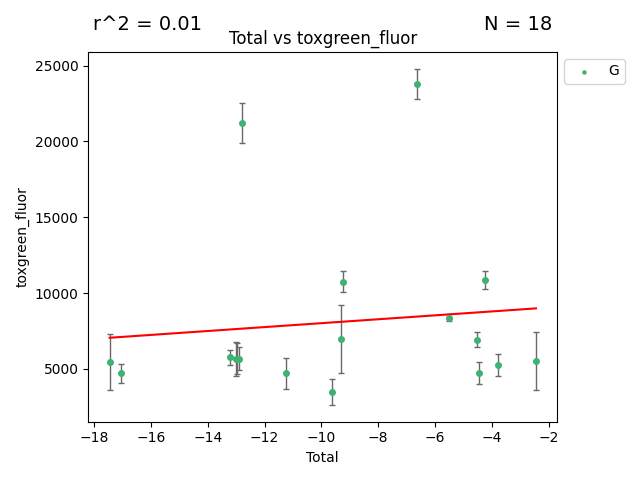 r^2 = 0.01
N = 18
Total vs toxgreen_fluor
G
25000
20000
15000
10000
5000
toxgreen_fluor
−18
−16
−14
−12
−10
−8
−6
−4
−2
Total